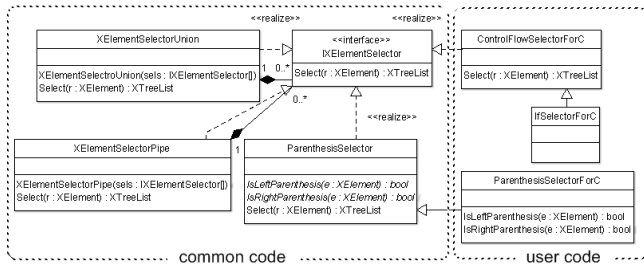 <<realize>>
<<realize>>
XElementSelectorUnion
XElementSelectroUnion(sels : IXElementSelector[])
Select(r : XElement) : XTreeList
1
0..*
<<interface>>
IXElementSelector
Select(r : XElement) : XTreeList
0..*
ControlFlowSelectorForC
Select(r : XElement) : XTreeList
IfSelectorForC
<<realize>>
XElementSelectorPipe
XElementSelectorPipe(sels : IXElementSelector[])
Select(r : XElement) : XTreeList
1
ParenthesisSelector
IsLeftParenthesis(e : XElement) : bool
IsRightParenthesis(e : XElement) : bool
Select(r : XElement) : XTreeList
ParenthesisSelectorForC
IsLeftParenthesis(e : XElement) : bool
IsRightParenthesis(e : XElement) : bool
common code
user code